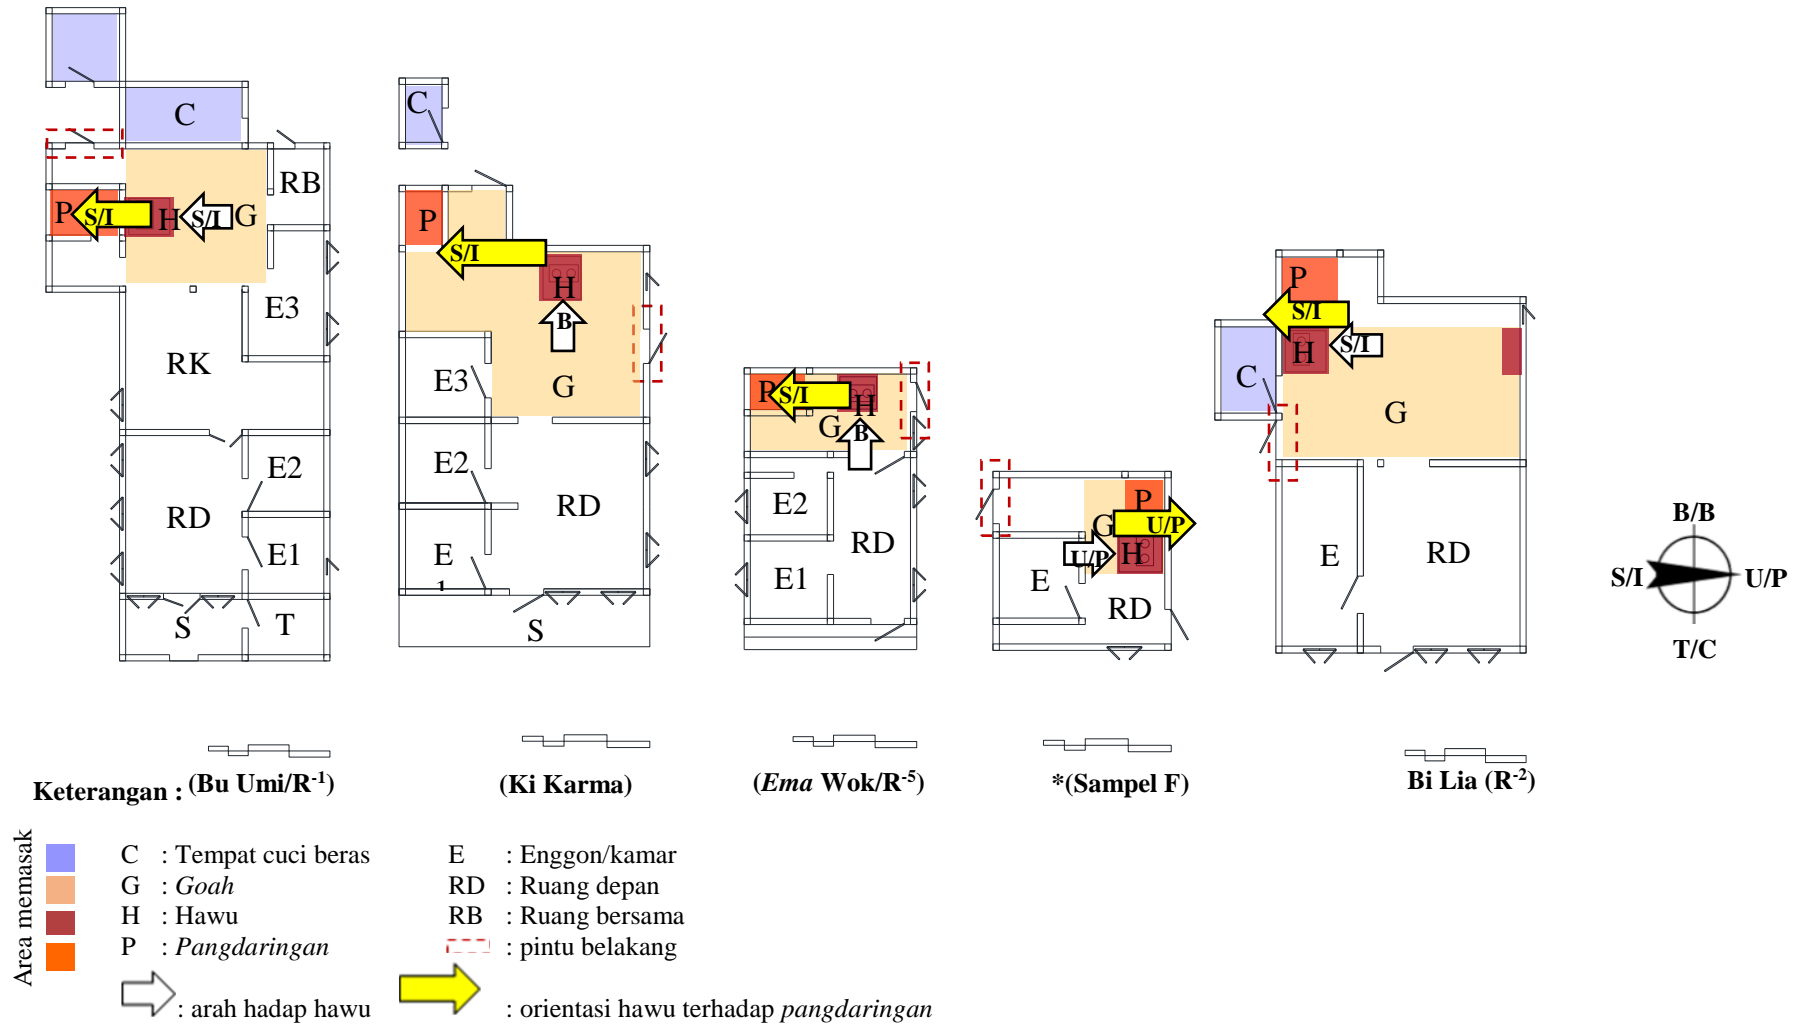 C
RB
P
S/I
H
S/I
G
E3
RK
E2
RD
E1
S
T
C
P
S/I
H
B
E3
G
E2
RD
E
1
S
P
S/I
H
G
B
E2
RD
E1
P
G
U/P
U/P
H
E
RD
P
S/I
H
S/I
C
G
E
RD
B/B
S/I
U/P
T/C
Keterangan : (Bu Umi/R-1)
(Ki Karma)
(Ema Wok/R-5)
*(Sampel F)
Bi Lia (R-2)
Area memasak
C : Tempat cuci beras
G : Goah
H : Hawu
P : Pangdaringan
: arah hadap hawu
E : Enggon/kamar
RD : Ruang depan
RB : Ruang bersama
: pintu belakang
: orientasi hawu terhadap pangdaringan